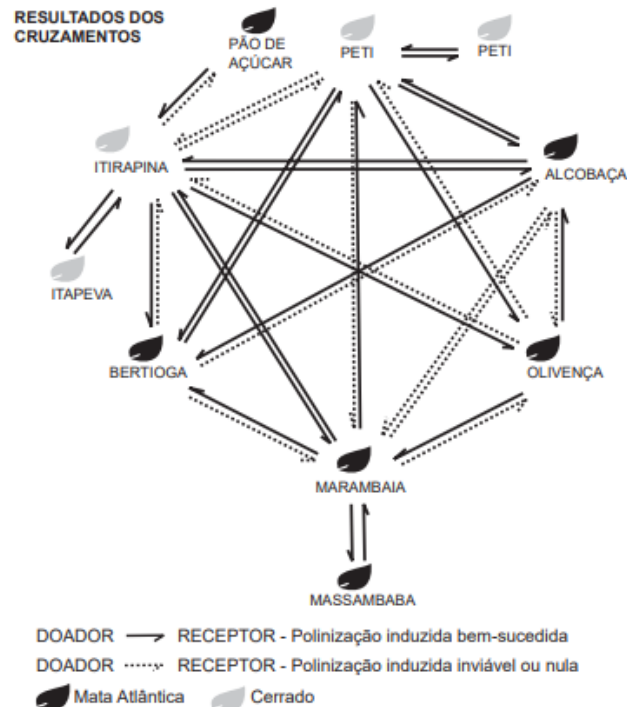 RESULTADOS DOS
CRUZAMENTOS
PÃO DE
AÇÚCAR
PETI
PETI
ITIRAPINA
ALCOBAÇA
ITAPEVA
BERTIOGA
OLIVENÇA
MARAMBAIA
MASSAMBABA
DOADOR RECEPTOR - Polinização induzida bem-sucedida
DOADOR RECEPTOR - Polinização induzida inviável ou nula
Mata Atlântica Cerrado